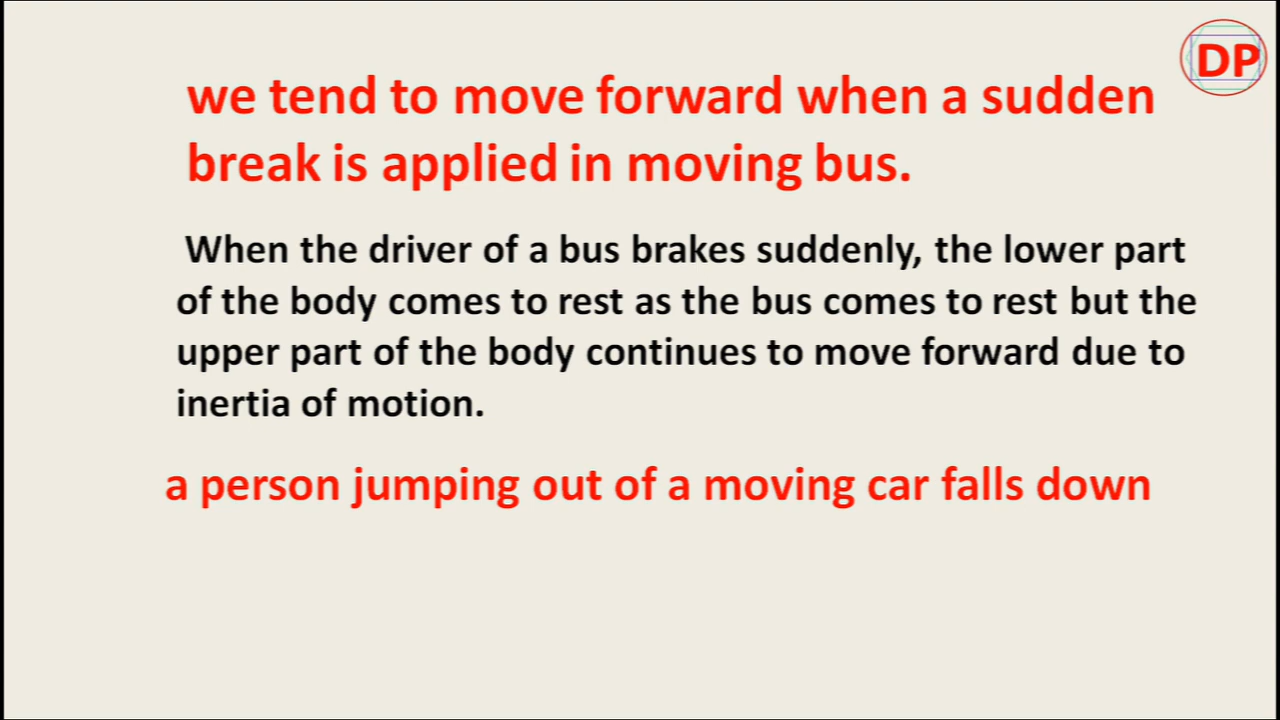 DP
we tend to move forward when a sudden
break is applied in moving bus.
When the driver of a bus brakes suddenly, the lower part
of the body comes to rest as the bus comes to rest but the
upper part of the body continues to move forward due to
inertia of motion.
a person jumping out of a moving car falls down